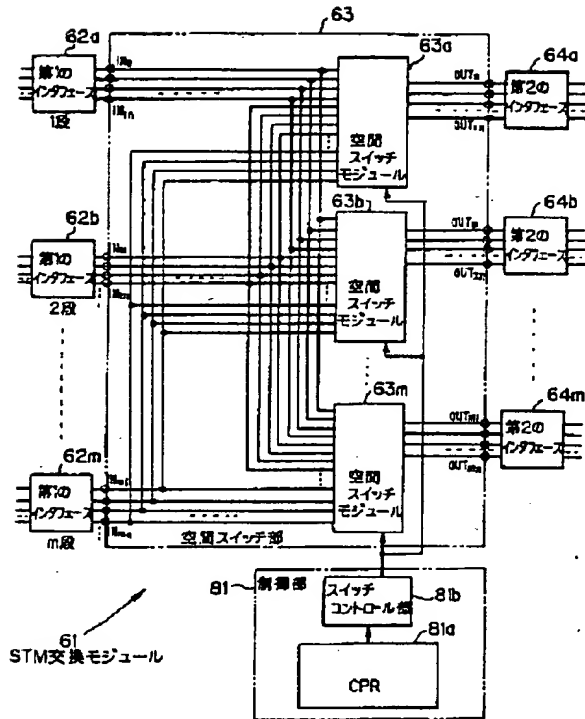 63
62a
第1の
インタフェース
1段
63a
空間
スイッチ
モジュール
64a
第2の
インタフェース
62b
第1の
インタフェース
2段
63b
空間
スイッチ
モジュール
64b
第2の
インタフェース
62m
第1の
インタフェース
m段
63m
空間
スイッチ
モジュール
64m
第2の
インタフェース
空間スイッチ部
81
制御部
スイッチ
コントロール部
81b
81a
CPR
61
STM交換モジュール